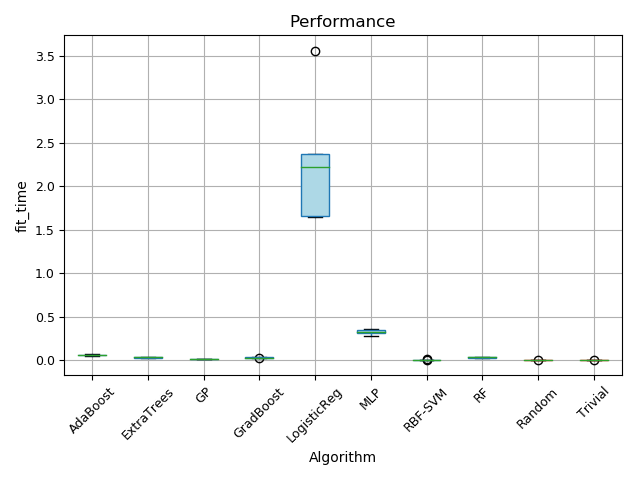 Performance
fit_time
3.5
3.0
2.5
2.0
1.5
1.0
0.5
0.0
AdaBoost
ExtraTrees
GP
GradBoost
LogisticReg
MLP
RBF-SVM
RF
Random
Trivial
Algorithm